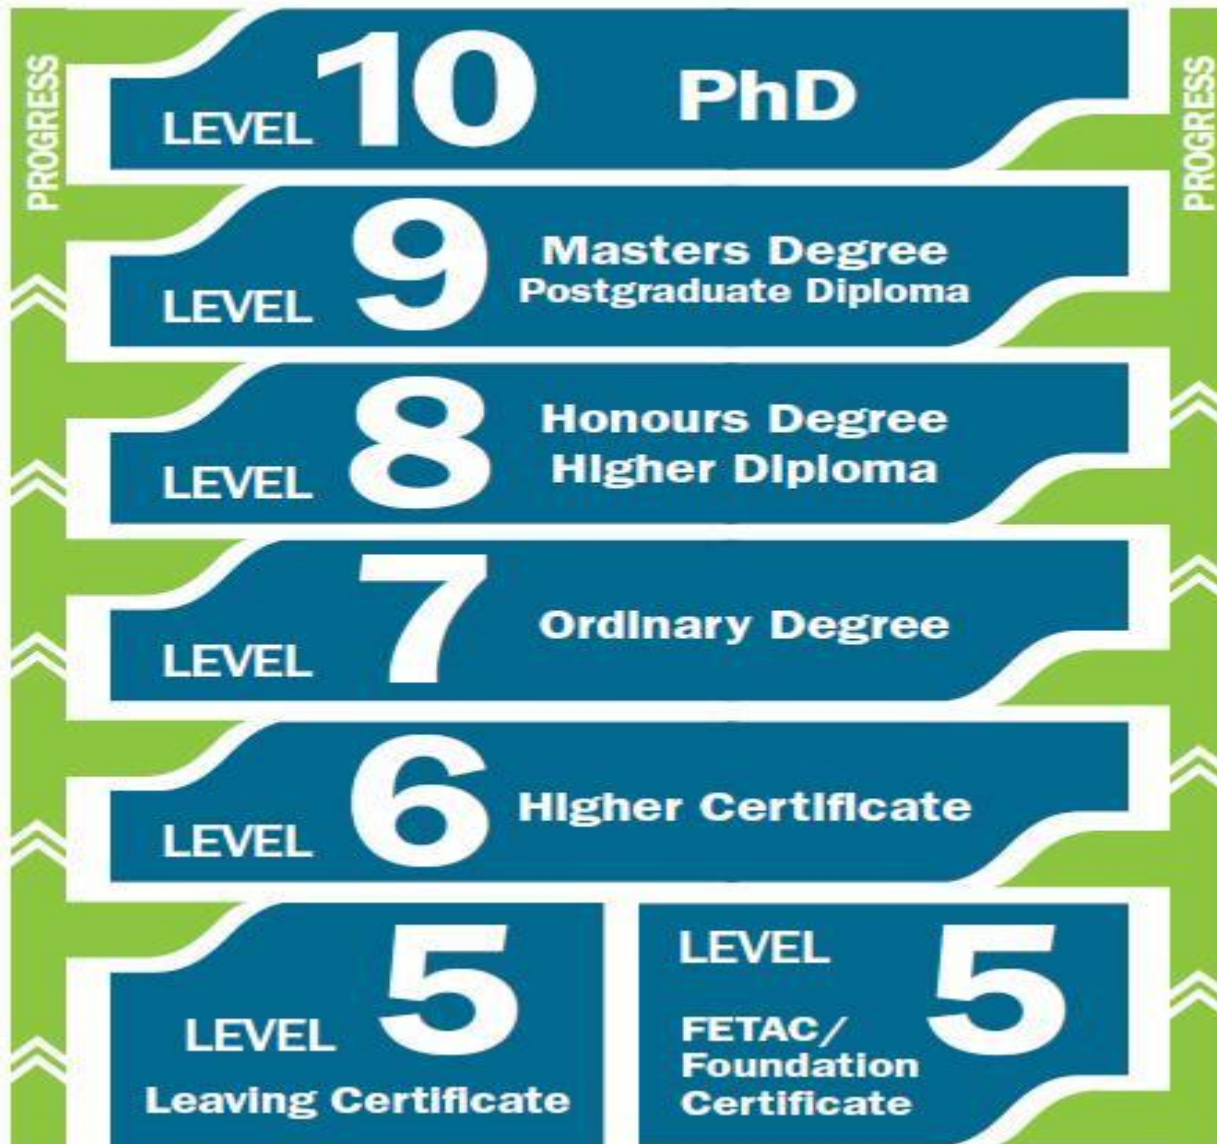 PROGRESS
PROGRESS
LEVEL 10 PhD
LEVEL 9 Masters Degree
Postgraduate Diploma
LEVEL 8 Honours Degree
Higher Diploma
LEVEL 7 Ordinary Degree
LEVEL 6 Higher Certificate
LEVEL 5
Leaving Certificate
LEVEL 5
FETAC/
Foundation
Certificate